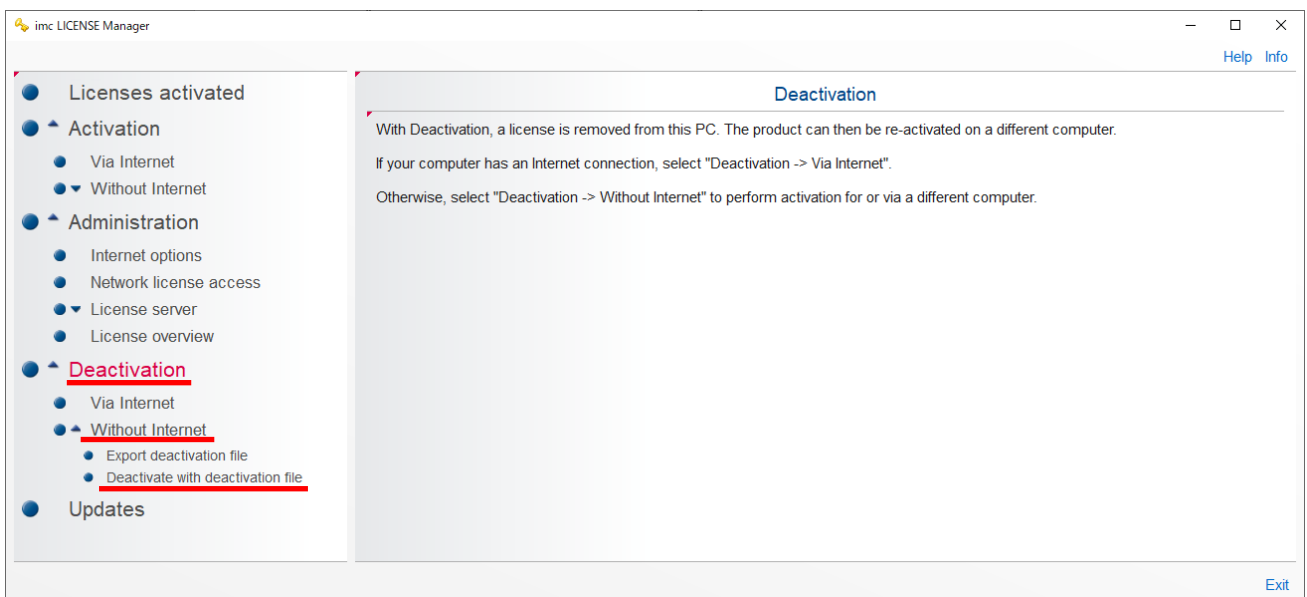 imc LICENSE Manager
Help Info
Licenses activated
Activation
Via Internet
Without Internet
Administration
Internet options
Network license access
License server
License overview
Deactivation
Via Internet
Without Internet
Export deactivation file
Deactivate with deactivation file
Updates
Deactivation
With Deactivation, a license is removed from this PC. The product can then be re-activated on a different computer.
If your computer has an Internet connection, select "Deactivation -> Via Internet".
Otherwise, select "Deactivation -> Without Internet" to perform activation for or via a different computer.
Exit